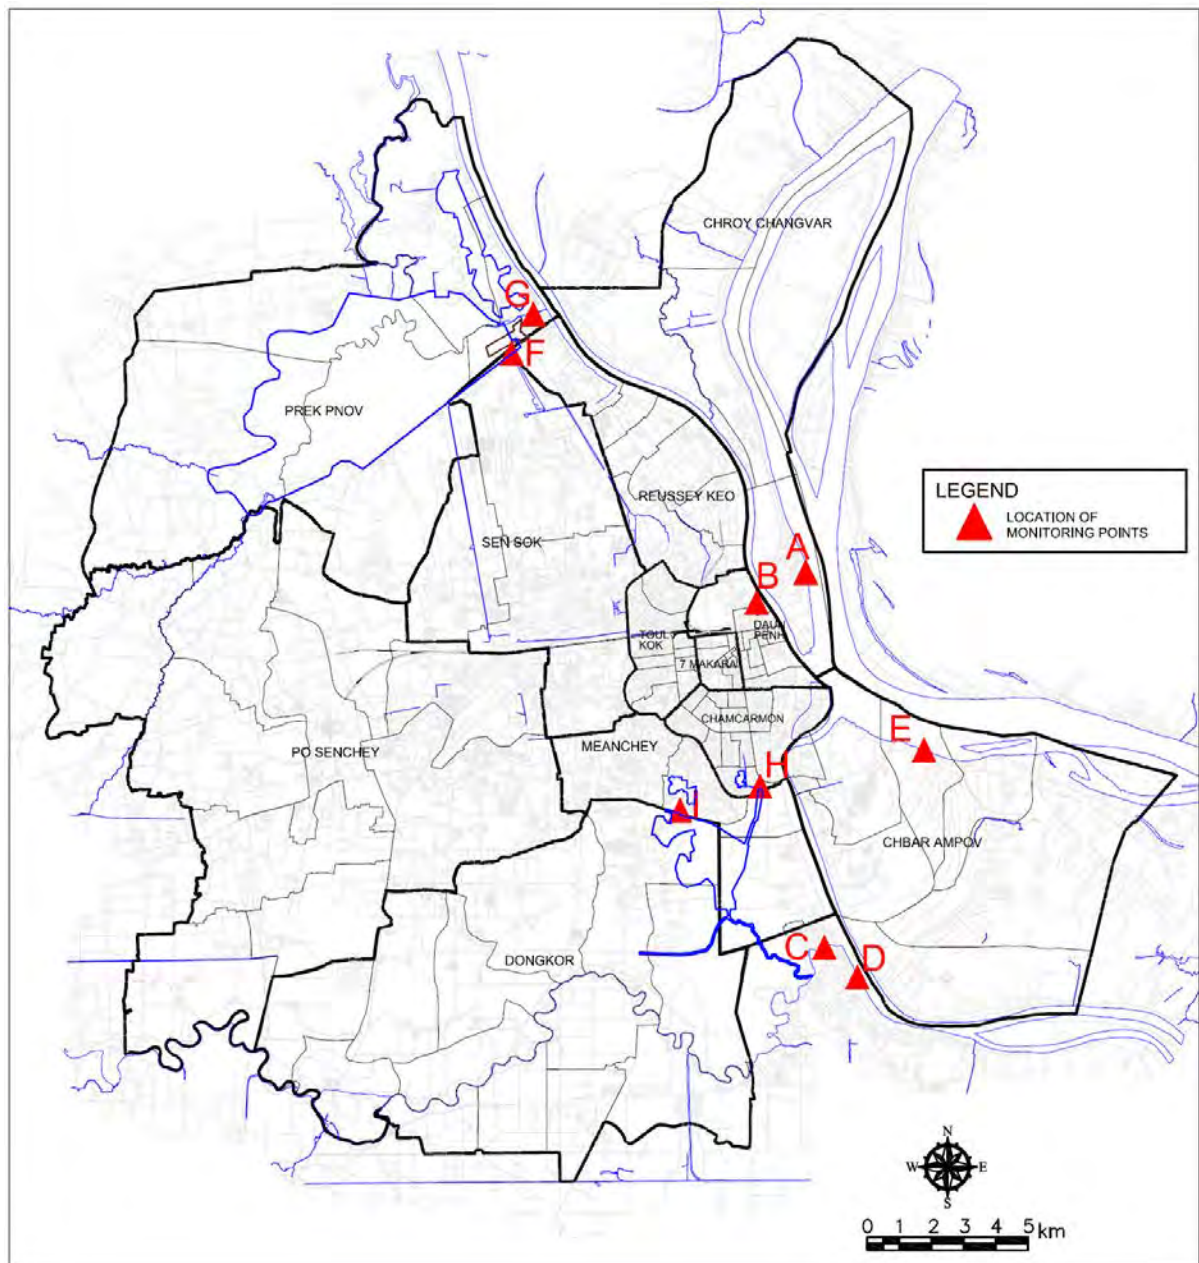 CHROY CHANGVAR
G
F
PREK PNOV
LEGEND
LOCATION OF
MONITORING POINTS
REUSSEY KEO
SEN SOK
A
B
DAUN
PENH
TOUL
KOK
7 MAKARA
CHAMCARMON
E
PO SENCHEY
MEANCHEY
H
I
CHBAR AMPOV
C
D
DONGKOR
N
W E
S
0 1 2 3 4 5 km